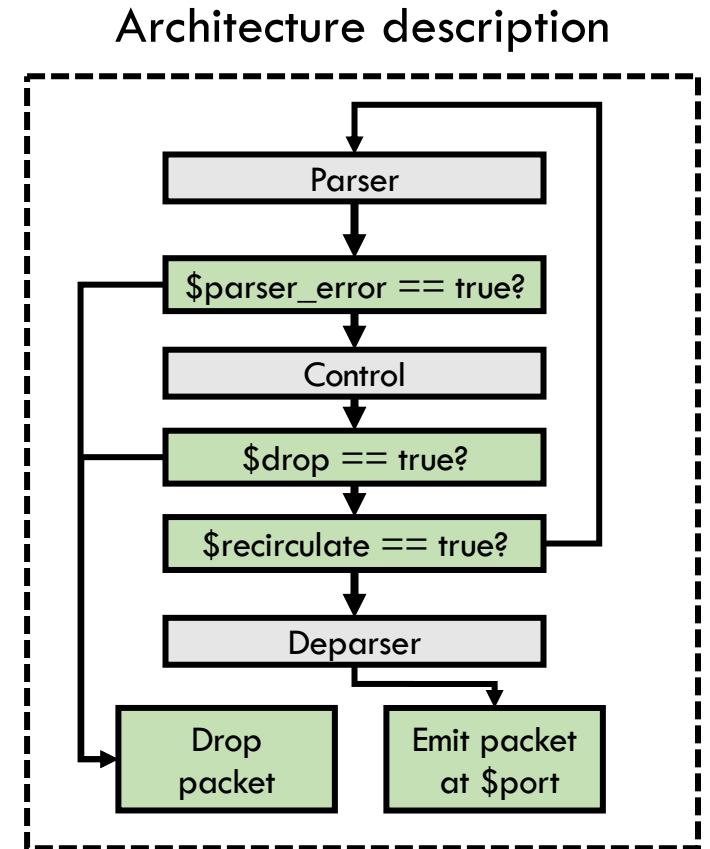 Architecture description
Parser
$parser_error == true?
Control
$drop == true?
$recirculate == true?
Deparser
Drop
packet
Emit packet
at $port